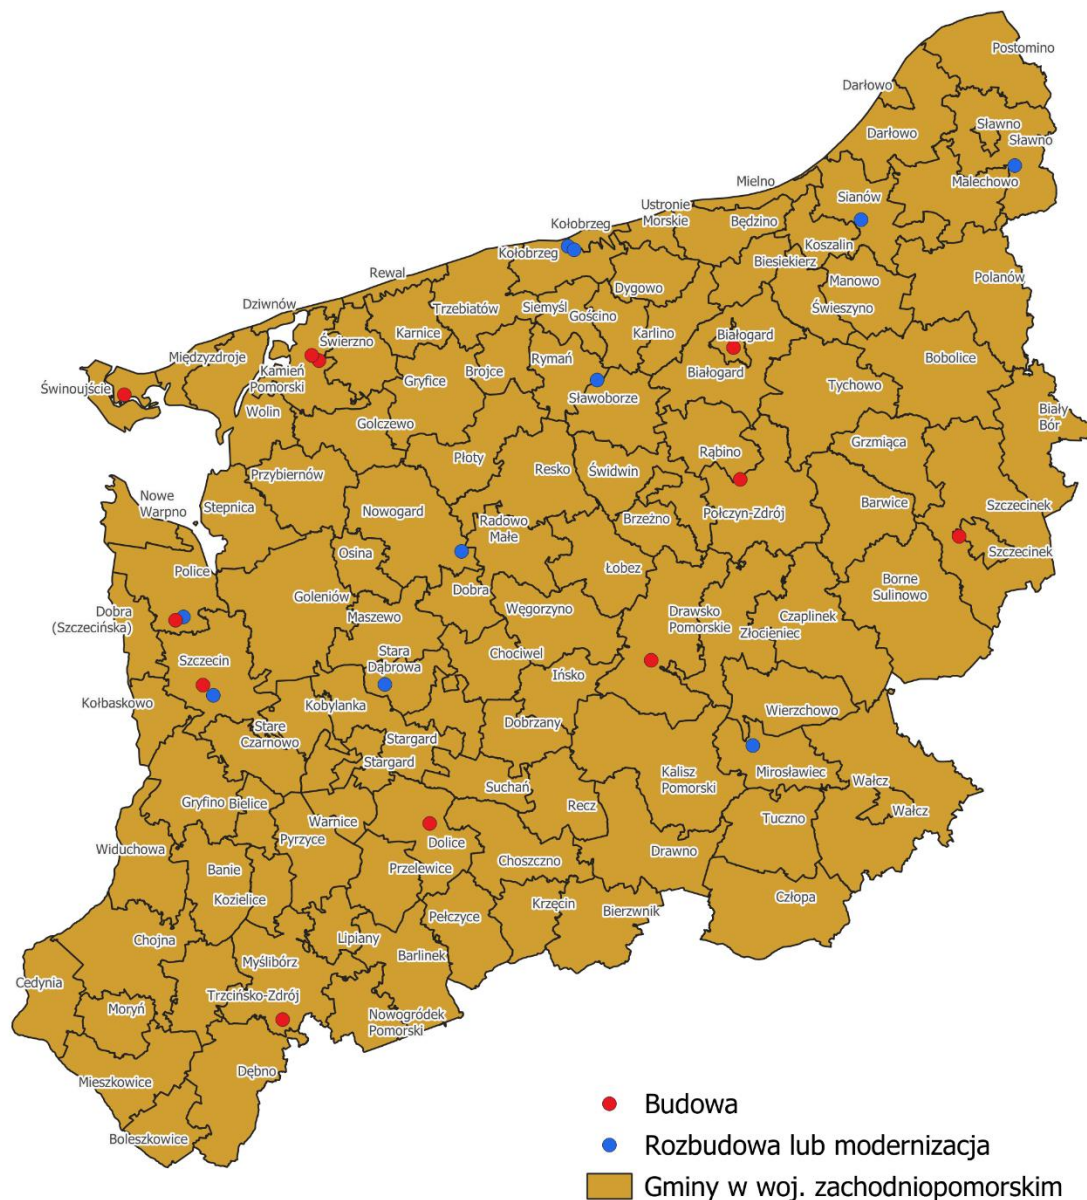 Postomino
Darłowo
Sławno
Darłowo
Sławno
Mielno
Malechowo
Sianów
Ustronie
Morskie
Kołobrzeg
Będzino
Koszalin
Kołobrzeg
Biesiekierz
Rewal
Polanów
Manowo
Dygowo
Dziwnów
Trzebiatów
Siemyśl
Gościno
Świeszyno
Karnice
Karlino
Białogard
Świerzno
Międzyzdroje
Rymań
Bobolice
Kamień
Pomorski
Gryfice
Brojce
Białogard
Świnoujście
Sławoborze
Tychowo
Wolin
Biały
Bór
Golczewo
Grzmiąca
Rąbino
Płoty
Resko
Świdwin
Przybiernów
Nowe
Warpno
Stepnica
Nowogard
Barwice
Szczecinek
Radowo
Małe
Brzeżno
Połczyn-Zdrój
Osina
Szczecinek
Police
Łobez
Borne
Sulinowo
Goleniów
Dobra
Dobra
(Szczecińska)
Maszewo
Węgorzyno
Drawsko
Pomorskie
Czaplinek
Złocieniec
Stara
Dąbrowa
Chociwel
Szczecin
Ińsko
Kołbaskowo
Kobylanka
Wierzchowo
Dobrzany
Stare
Czarnowo
Stargard
Stargard
Kalisz
Pomorski
Mirosławiec
Wałcz
Suchań
Gryfino
Bielice
Recz
Wałcz
Warnice
Tuczno
Pyrzyce
Dolice
Widuchowa
Drawno
Choszczno
Banie
Przelewice
Kozielice
Człopa
Krzęcin
Bierzwnik
Pełczyce
Chojna
Lipiany
Barlinek
Myślibórz
Cedynia
Trzcińsko-Zdrój
Moryń
Nowogródek
Pomorski
Dębno
Mieszkowice
Boleszkowice
Budowa
Rozbudowa lub modernizacja
Gminy w woj. zachodniopomorskim